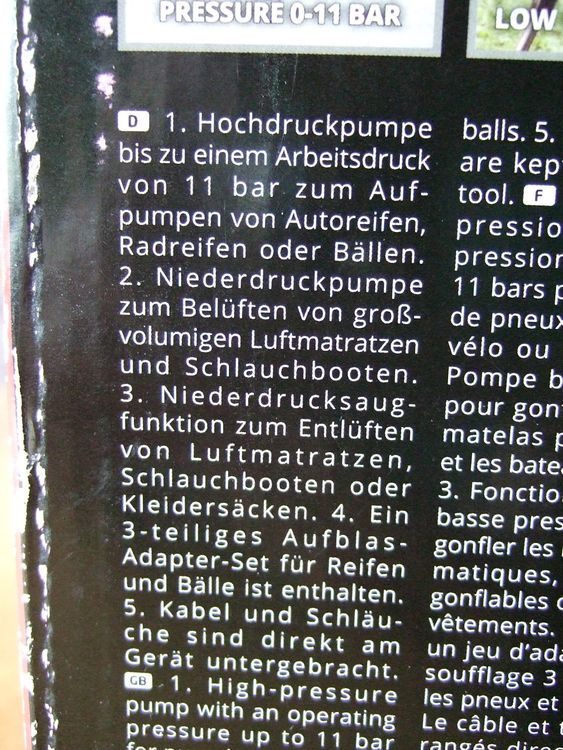 PRESSURE 0-11 BAR
LOW
D 1. Hochdruckpumpe
bis zu einem Arbeitsdruck
von 11 bar zum Auf-
pumpen von Autoreifen,
Radreifen oder Bällen.
2. Niederdruckpumpe
zum Belüften von groß-
volumigen Luftmatratzen
und Schlauchbooten.
3. Niederdrucksaug-
funktion zum Entlüften
von Luftmatratzen,
Schlauchbooten oder
Kleidersäcken. 4. Ein
3-teiliges Aufblas-
Adapter-Set für Reifen
und Bälle ist enthalten.
5. Kabel und Schläu-
che sind direkt am
Gerät untergebracht.
GB 1. High-pressure
pump with an operating
pressure up to 11 bar
balls. 5.
are kep
tool. F
pression
pression
11 bars p
de pneux
vélo ou
Pompe b
pour gon
matelas p
et les bate
3. Fonctio
basse pres
gonfler les
matiques,
gonflables
vêtements.
un jeu d'ada
soufflage 3
les pneux et
Le câble et t
rangés direc